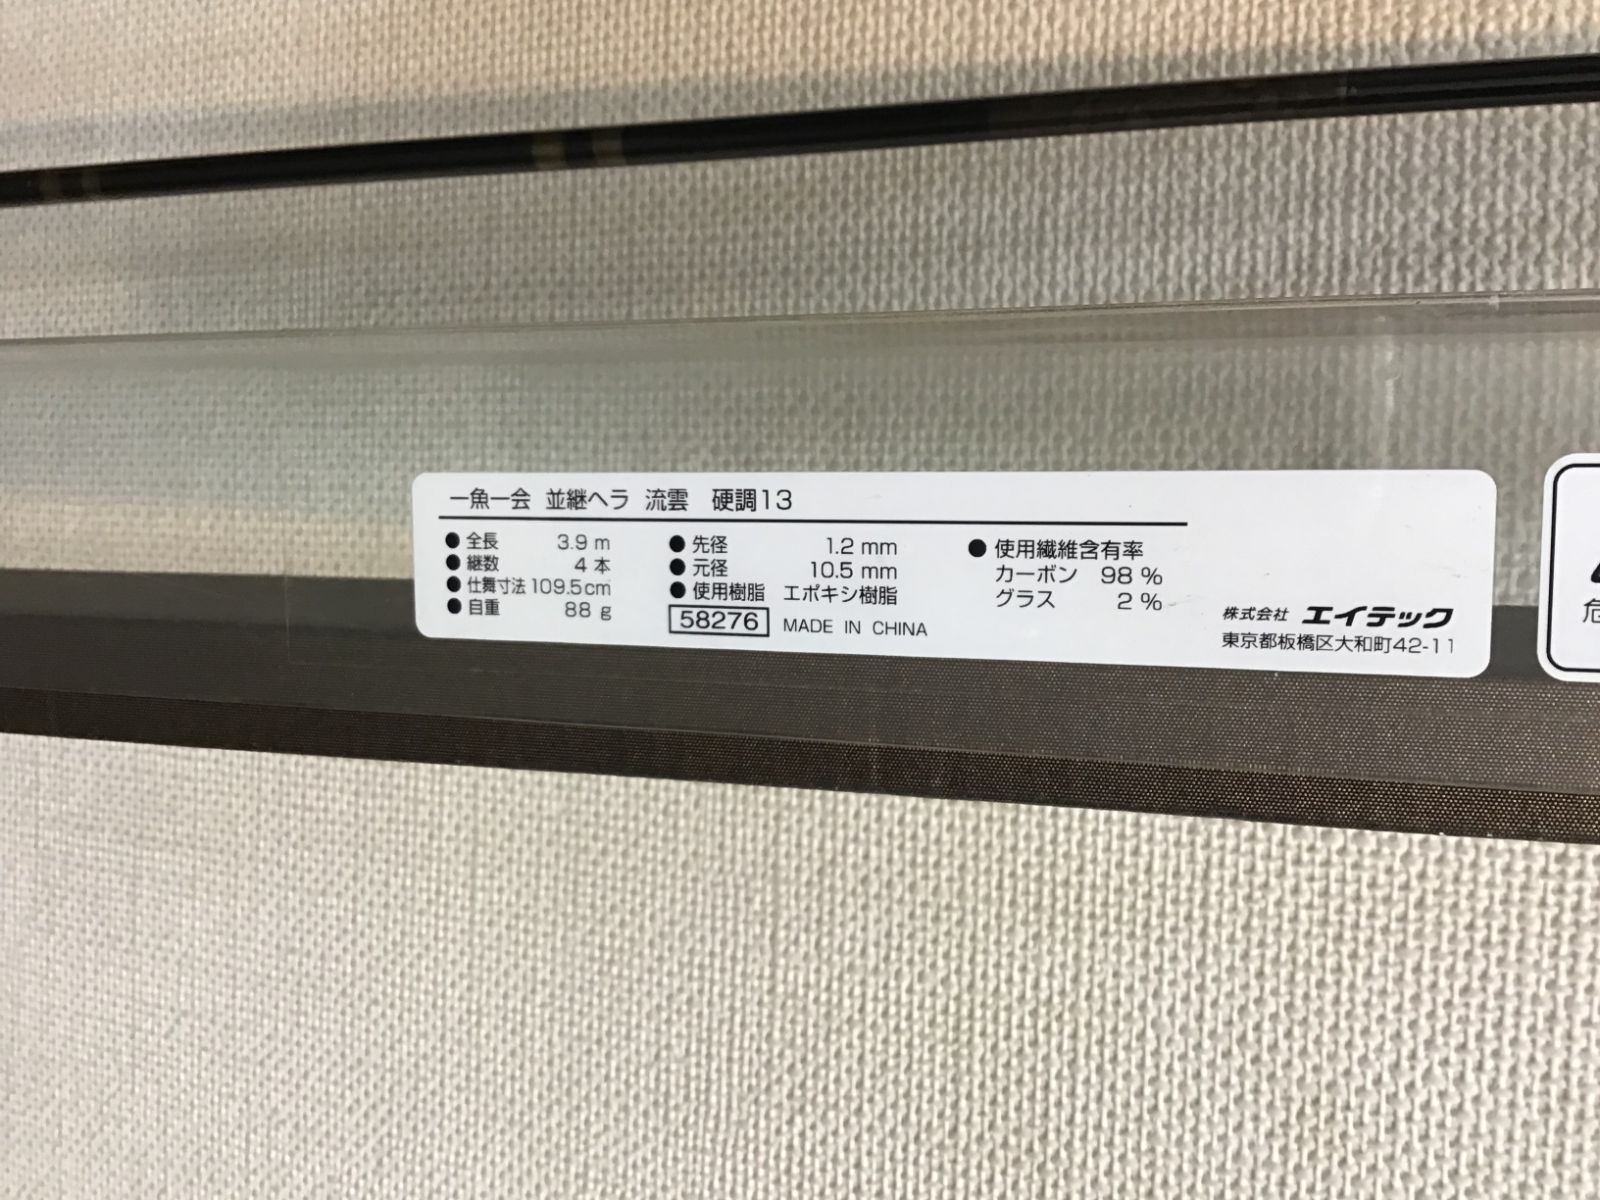 一魚一会 並継ヘラ 流雲 硬調13
●全長 3.9 m
●継数 4 本
●仕舞寸法 109.5cm
●自重 88 g
●先径 1.2 mm
●元径 10.5 mm
●使用樹脂 エポキシ樹脂
58276 MADE IN CHINA
●使用繊維含有率
カーボン 98 %
グラス 2 %
株式会社 エイテック
東京都板橋区大和町42-11
危